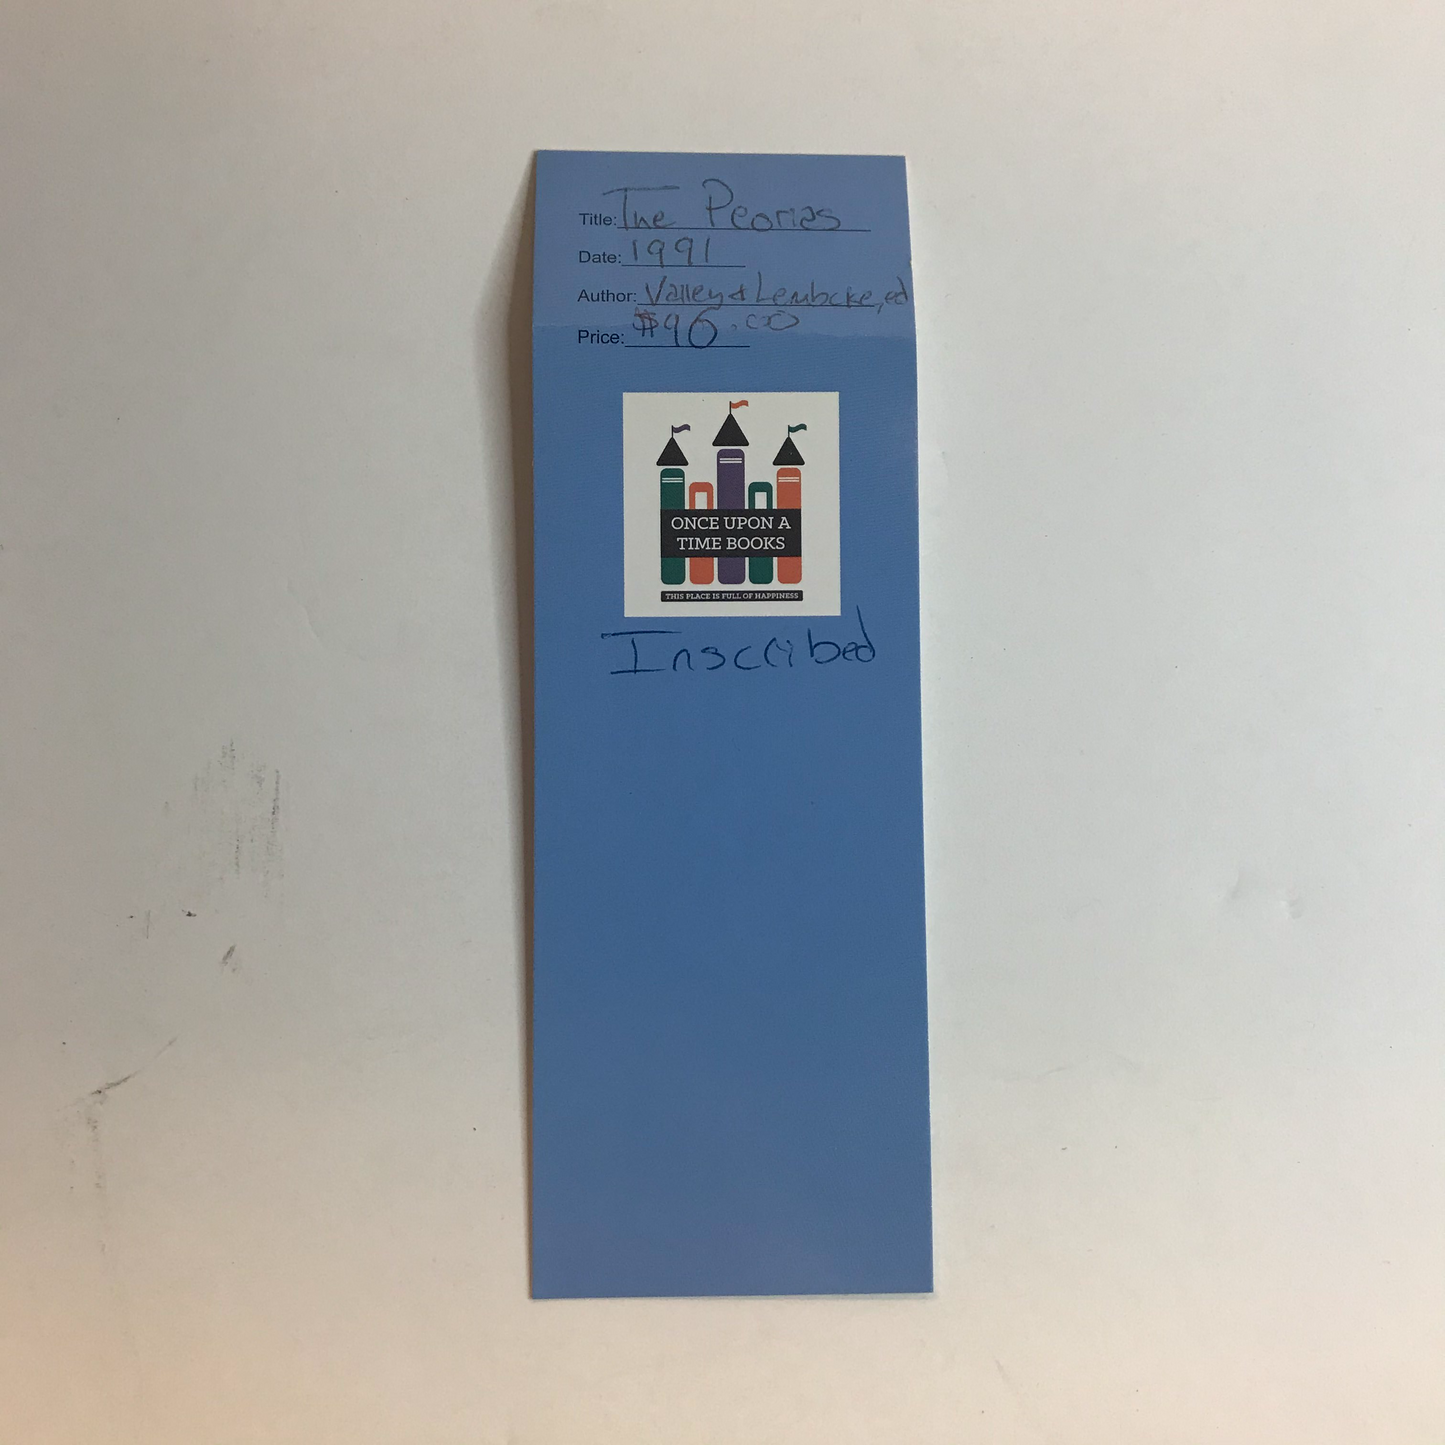 Title: The Peorias
Date: 1991
Author: Valley & Lembcke, ed
Price: $96.00
ONCE UPON A
TIME BOOKS
THIS PLACE IS FULL OF HAPPINESS
Inscribed